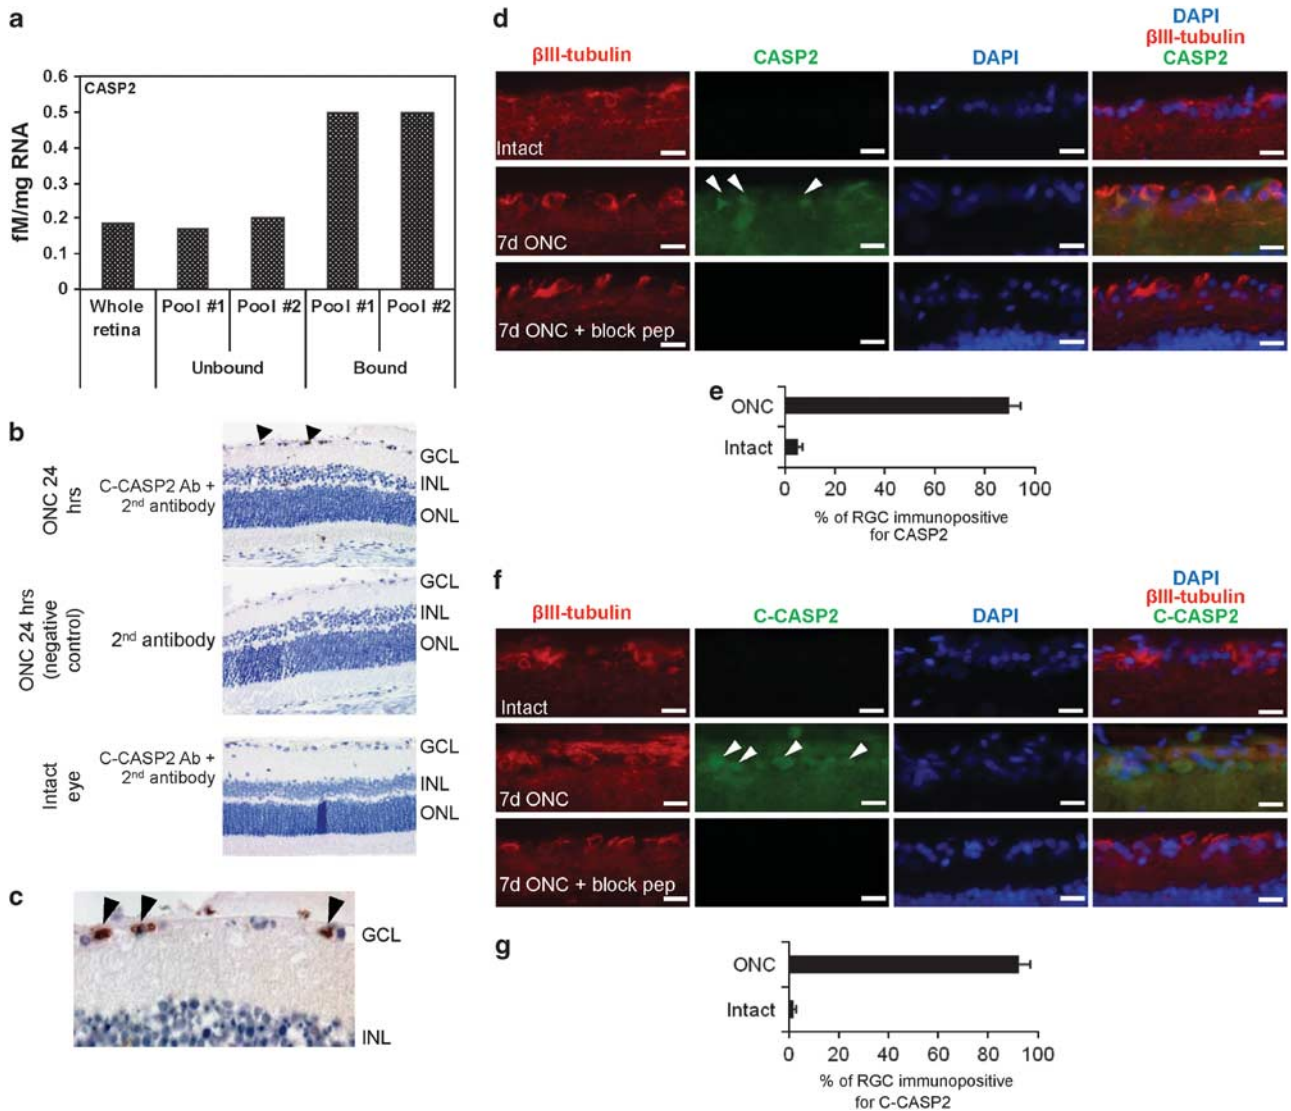 a
CASP2
fM/mg RNA
0.6
0.5
0.4
0.3
0.2
0.1
0
Whole retina
Pool #1
Pool #2
Pool #1
Pool #2
Unbound
Bound
b
ONC 24 hrs
C-CASP2 Ab + 2nd antibody
GCL
INL
ONL
ONC 24 hrs (negative control)
2nd antibody
GCL
INL
ONL
Intact eye
C-CASP2 Ab + 2nd antibody
GCL
INL
ONL
c
GCL
INL
d
βIII-tubulin
CASP2
DAPI
DAPI
βIII-tubulin
CASP2
Intact
7d ONC
7d ONC + block pep
e
ONC
Intact
0 20 40 60 80 100
% of RGC immunopositive
for CASP2
f
βIII-tubulin
C-CASP2
DAPI
DAPI
βIII-tubulin
C-CASP2
Intact
7d ONC
7d ONC + block pep
g
ONC
Intact
0 20 40 60 80 100
% of RGC immunopositive
for C-CASP2